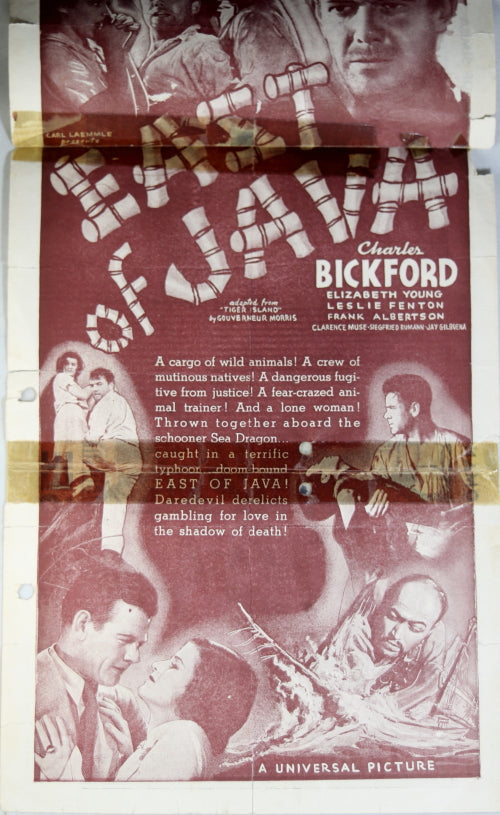 CARL LAEMMLE
presents
EAST
OF JAVA
adapted from
"TIGER ISLAND"
by GOUVERNEUR MORRIS
Charles
BICKFORD
ELIZABETH YOUNG
LESLIE FENTON
FRANK ALBERTSON
CLARENCE MUSE-SIEGFRIED RUMANN-JAY GILBUENA
A cargo of wild animals! A crew of
mutinous natives! A dangerous fugi-
tive from justice! A fear-crazed ani-
mal trainer! And a lone woman!
Thrown together aboard the
schooner Sea Dragon...
caught in a terrific
typhoon...doom bound
EAST OF JAVA!
Daredevil derelicts
gambling for love in
the shadow of death!
A UNIVERSAL PICTURE